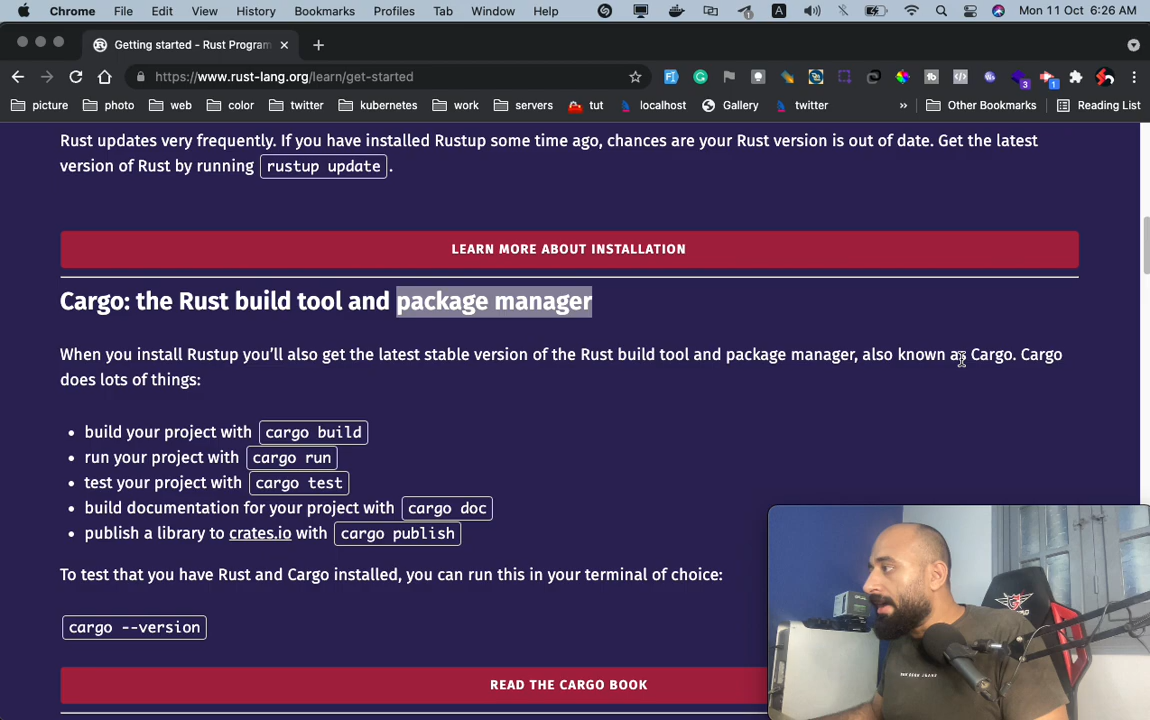 Chrome File Edit View History Bookmarks Profiles Tab Window Help A Mon 11 Oct 6:26 AM
Getting started - Rust Program
https://www.rust-lang.org/learn/get-started
picture photo web color twitter kubernetes work servers tut localhost Gallery twitter » Other Bookmarks Reading List
Rust updates very frequently. If you have installed Rustup some time ago, chances are your Rust version is out of date. Get the latest
version of Rust by running rustup update.
LEARN MORE ABOUT INSTALLATION
Cargo: the Rust build tool and package manager
When you install Rustup you’ll also get the latest stable version of the Rust build tool and package manager, also known as Cargo. Cargo
does lots of things:
• build your project with cargo build
• run your project with cargo run
• test your project with cargo test
• build documentation for your project with cargo doc
• publish a library to crates.io with cargo publish
To test that you have Rust and Cargo installed, you can run this in your terminal of choice:
cargo --version
READ THE CARGO BOOK